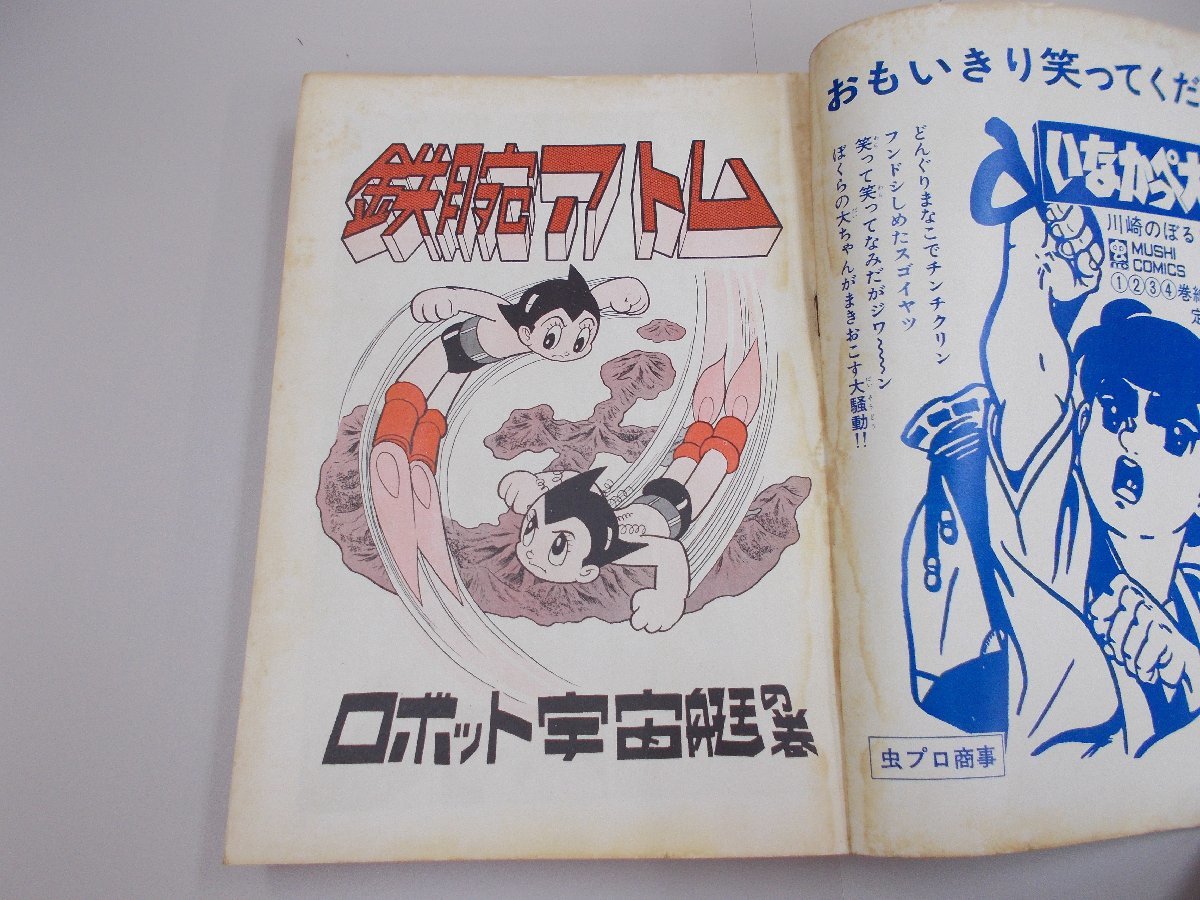 鉄腕アトム
ロボット宇宙艇の巻
おもいきり笑ってくだ
どんぐりまなこでチンチクリン
フンドシしめたスゴイヤツ
笑って笑ってなみだがジワ～～ン
ぼくらの大ちゃんがまきおこす大騒動!!
いなかっぺ大
川崎のぼる
MUSHI
COMICS
①②③④巻
定
虫プロ商事